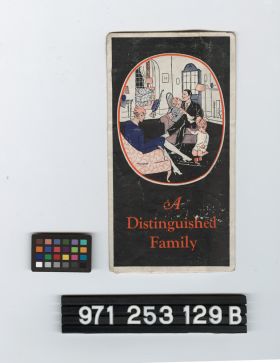 A
Distinguished
Family
971 253 129 B